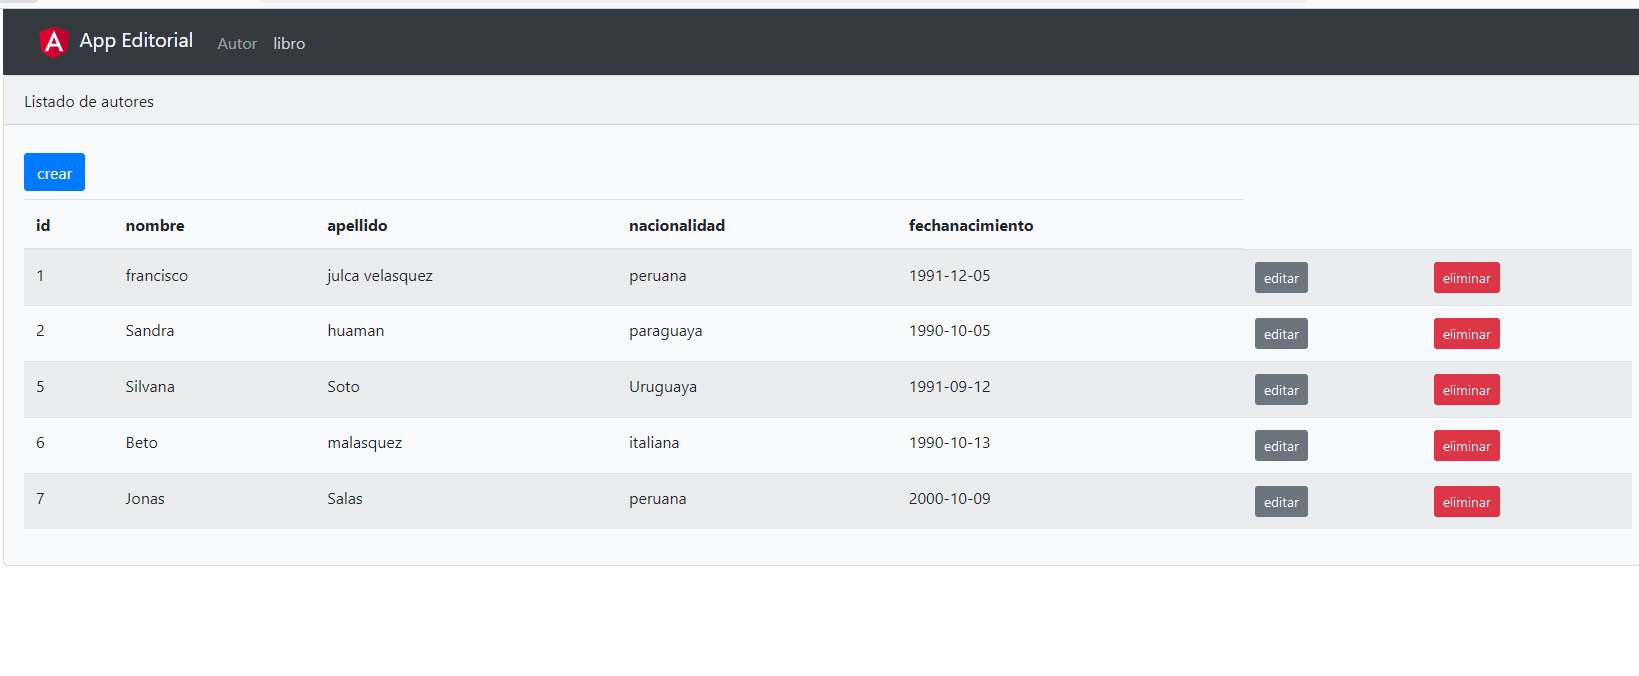 App Editorial Autor libro
Listado de autores
crear
id nombre apellido nacionalidad fechanacimiento
1 francisco julca velasquez peruana 1991-12-05 editar eliminar
2 Sandra huaman paraguaya 1990-10-05 editar eliminar
5 Silvana Soto Uruguaya 1991-09-12 editar eliminar
6 Beto malasquez italiana 1990-10-13 editar eliminar
7 Jonas Salas peruana 2000-10-09 editar eliminar